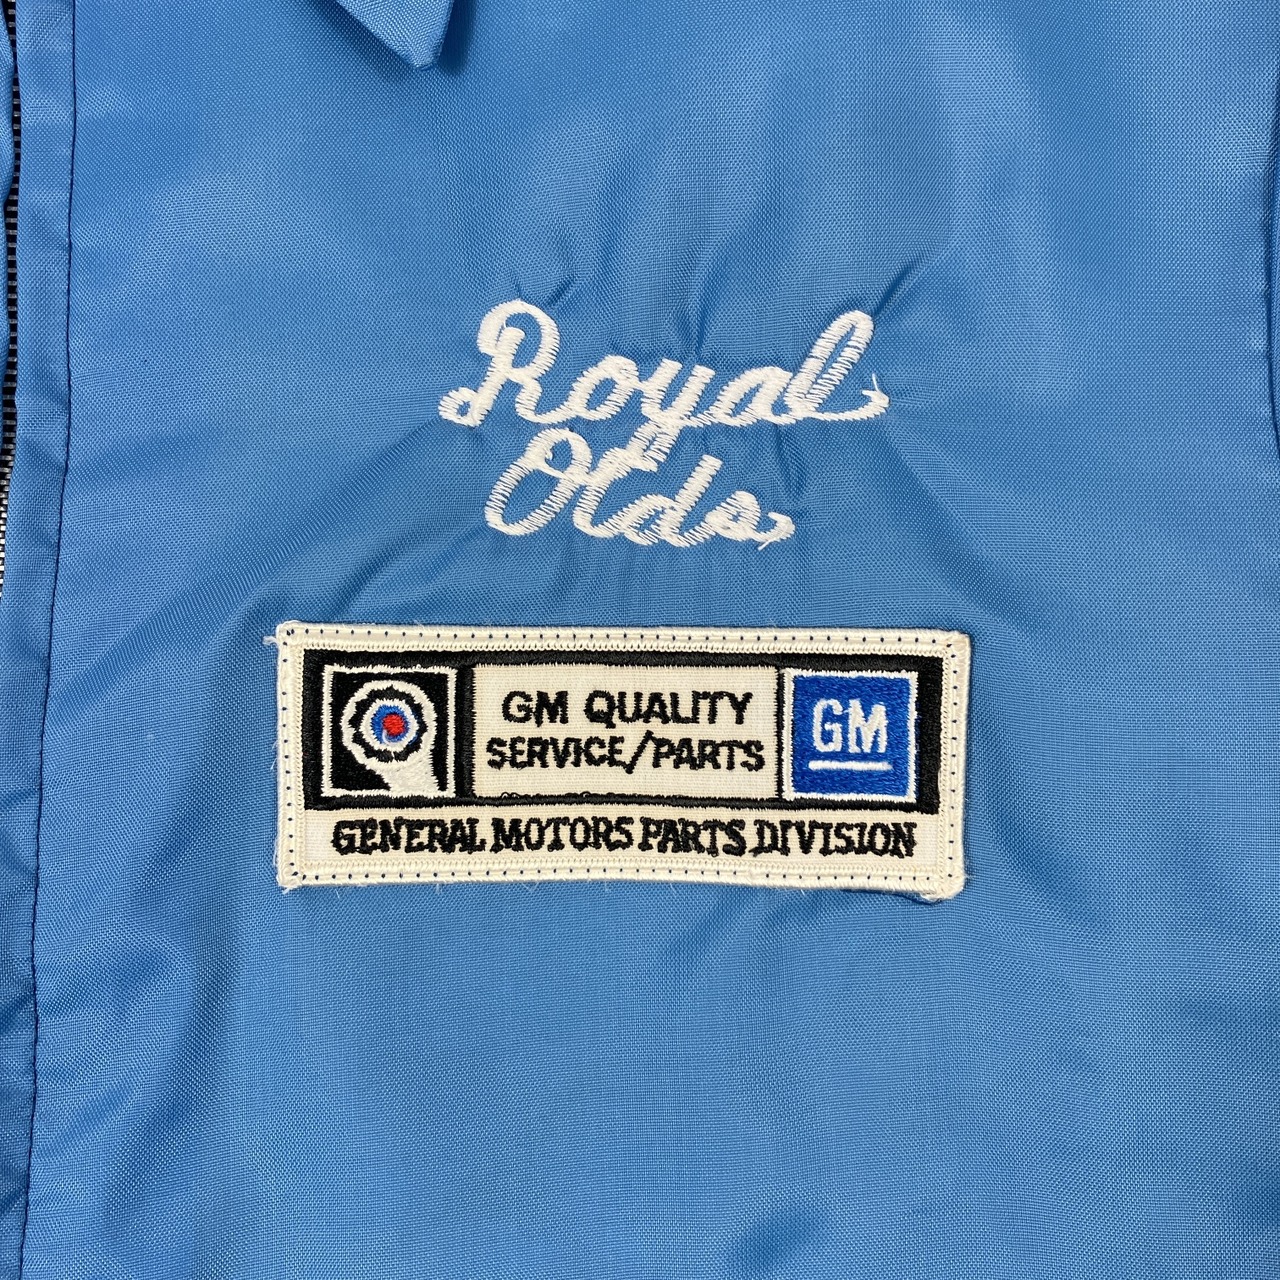 Royal
Olds
GM QUALITY
SERVICE/PARTS
GM
GENERAL MOTORS PARTS DIVISION